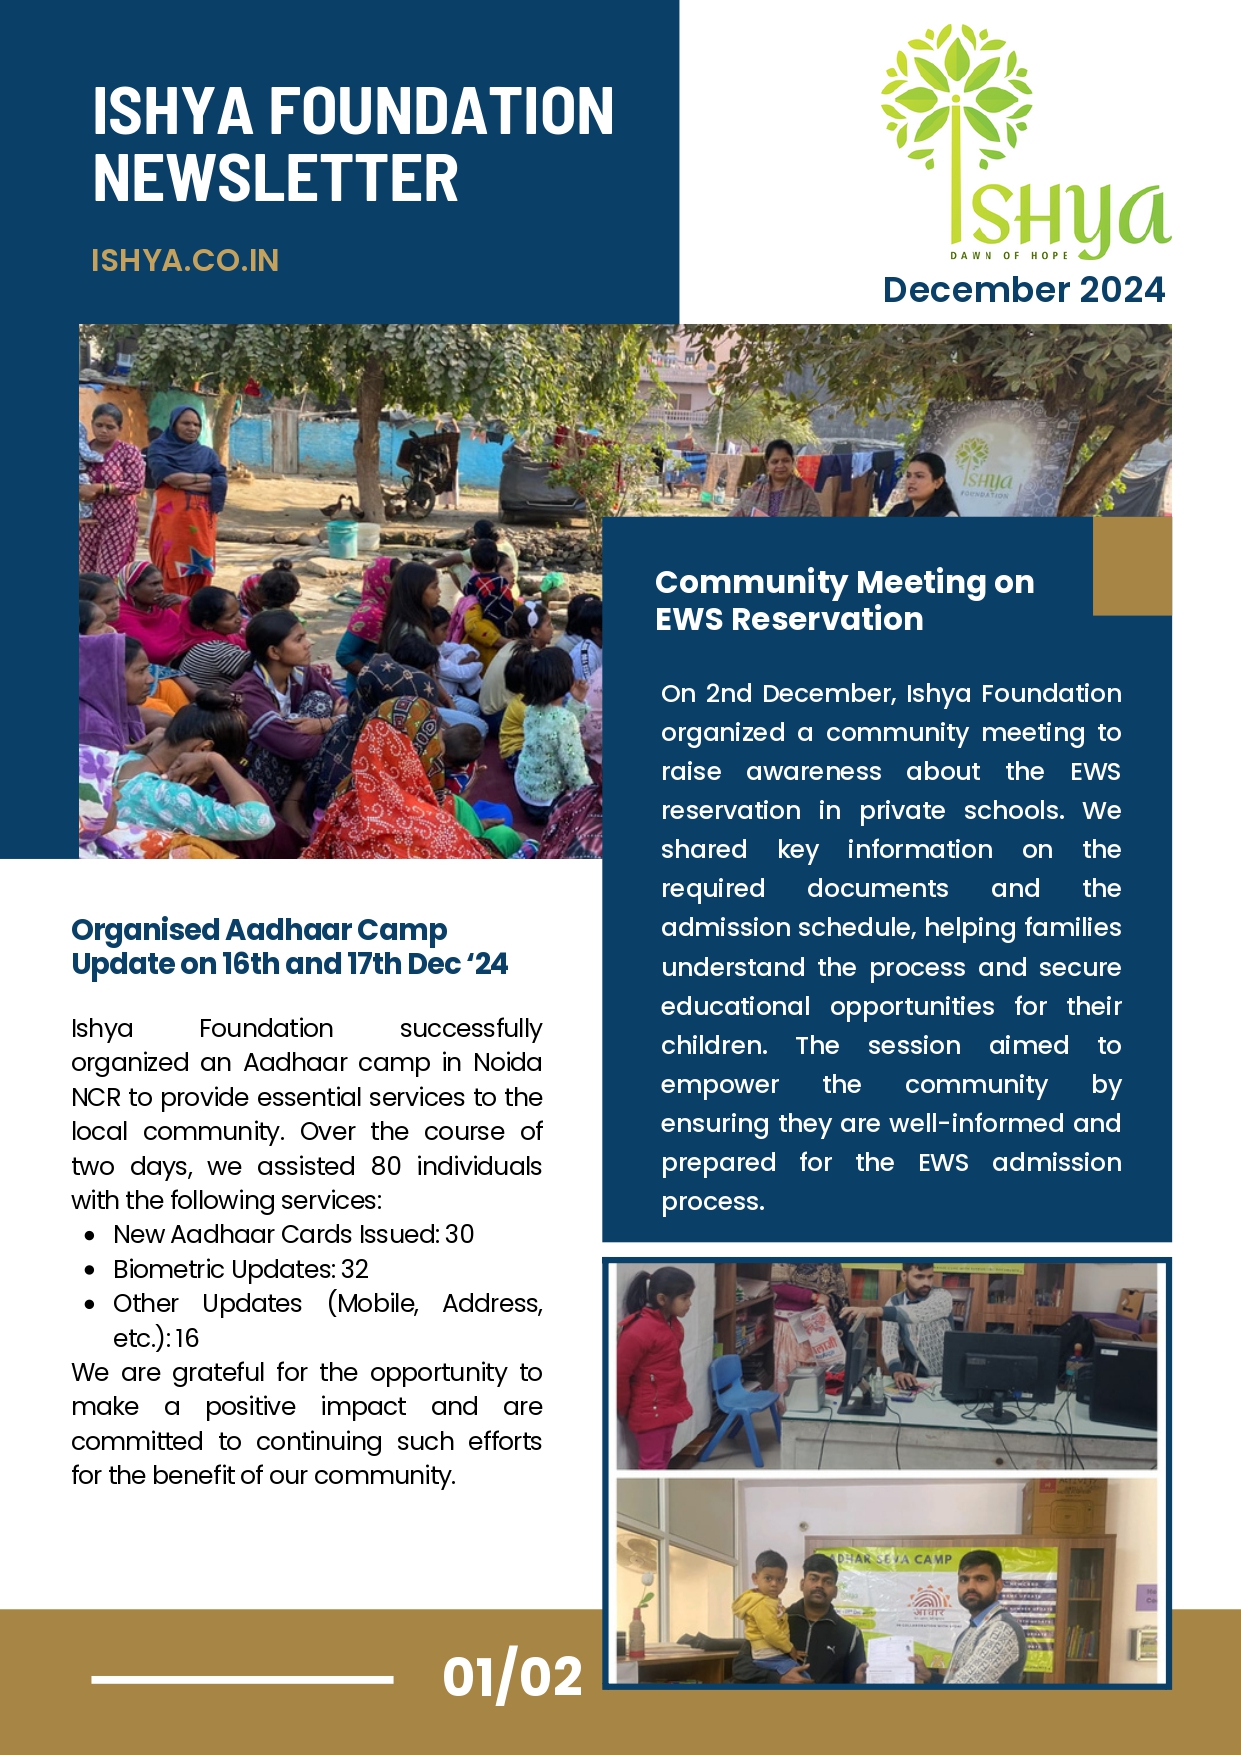 ISHYA FOUNDATION
NEWSLETTER
ISHYA.CO.IN
ISHYA
DAWN OF HOPE
December 2024
ISHYA
FOUNDATION
Community Meeting on
EWS Reservation
On 2nd December, Ishya Foundation
organized a community meeting to
raise awareness about the EWS
reservation in private schools. We
shared key information on the
required documents and the
admission schedule, helping families
understand the process and secure
educational opportunities for their
children. The session aimed to
empower the community by
ensuring they are well-informed and
prepared for the EWS admission
process.
Organised Aadhaar Camp
Update on 16th and 17th Dec ‘24
Ishya Foundation successfully
organized an Aadhaar camp in Noida
NCR to provide essential services to the
local community. Over the course of
two days, we assisted 80 individuals
with the following services:
• New Aadhaar Cards Issued: 30
• Biometric Updates: 32
• Other Updates (Mobile, Address,
etc.): 16
We are grateful for the opportunity to
make a positive impact and are
committed to continuing such efforts
for the benefit of our community.
ADHAR SEVA CAMP
आधार
01/02